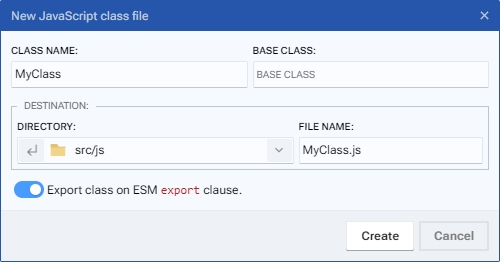 New JavaScript class file
CLASS NAME: BASE CLASS:
MyClass BASE CLASS
DESTINATION:
DIRECTORY: FILE NAME:
src/js MyClass.js
Export class on ESM export clause.
Create Cancel